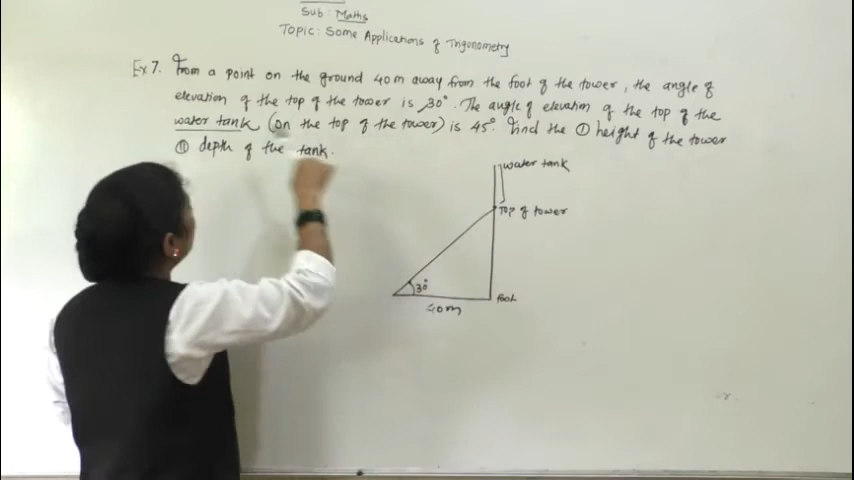 Sub: Maths
Topic: Some Applications of Trigonometry
Ex 7. From a point on the ground 40m away from the foot of the tower, the angle of
elevation of the top of the tower is 30°. The angle of elevation of the top of the
water tank (on the top of the tower) is 45°. Find the ① height of the tower
② depth of the tank.
water tank
Top of tower
30°
foot
40m